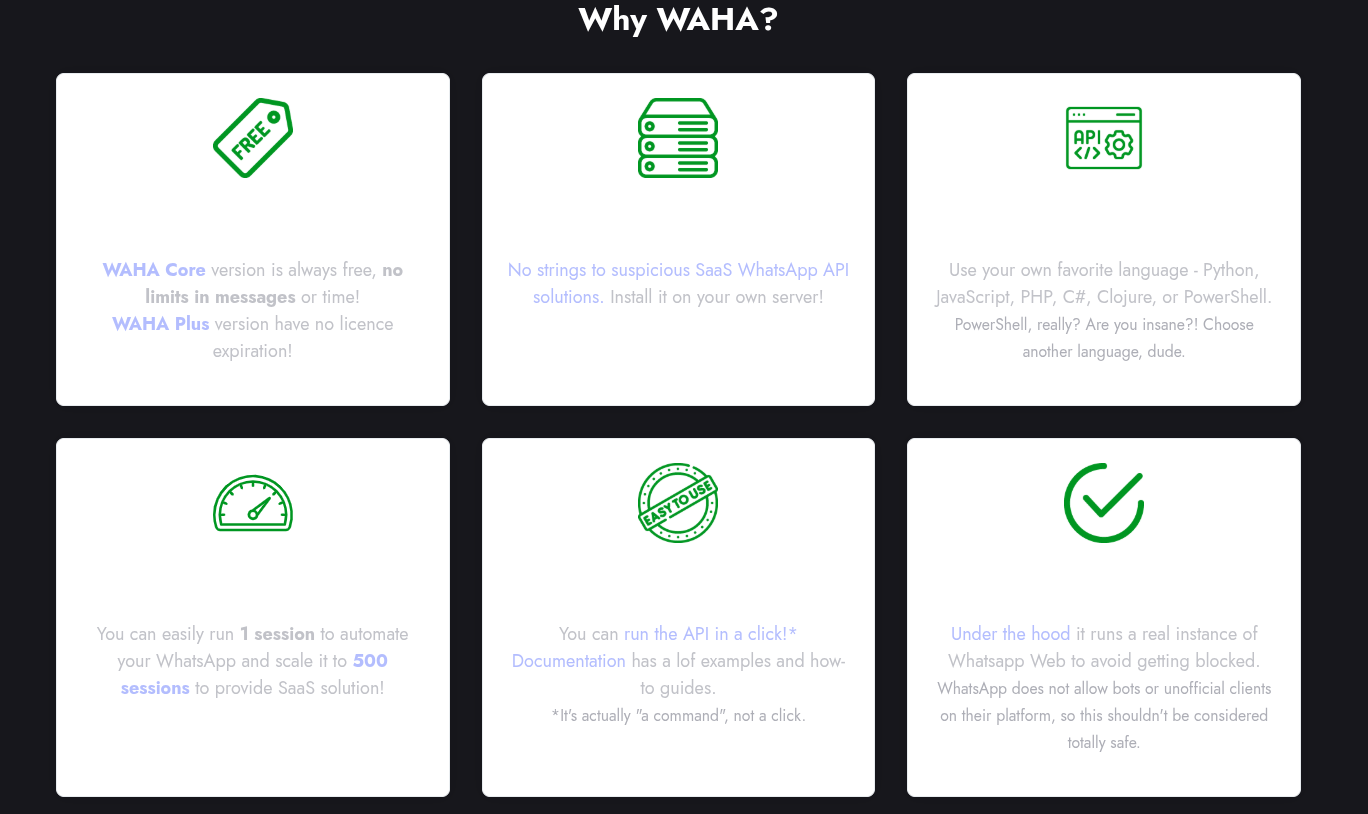 Why WAHA?
FREE
WAHA Core version is always free, no
limits in messages or time!
WAHA Plus version have no licence
expiration!
No strings to suspicious SaaS WhatsApp API
solutions. Install it on your own server!
API
</>
Use your own favorite language - Python,
JavaScript, PHP, C#, Clojure, or PowerShell.
PowerShell, really? Are you insane?! Choose
another language, dude.
You can easily run 1 session to automate
your WhatsApp and scale it to 500
sessions to provide SaaS solution!
EASY TO USE
You can run the API in a click!*
Documentation has a lof examples and how-
to guides.
*It's actually "a command", not a click.
Under the hood it runs a real instance of
Whatsapp Web to avoid getting blocked.
WhatsApp does not allow bots or unofficial clients
on their platform, so this shouldn't be considered
totally safe.